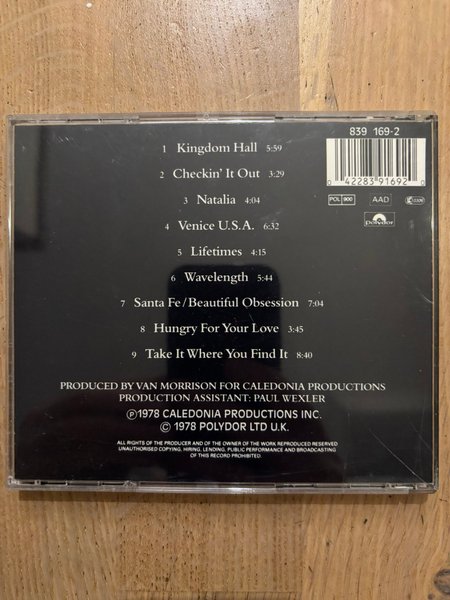 839 169-2
1 Kingdom Hall 5:59
2 Checkin' It Out 3:29
3 Natalia 4:04
4 Venice U.S.A. 6:32
5 Lifetimes 4:15
6 Wavelength 5:44
7 Santa Fe/Beautiful Obsession 7:04
8 Hungry For Your Love 3:45
9 Take It Where You Find It 8:40
0 42283 91692 0
POL 900 AAD
polydor
PRODUCED BY VAN MORRISON FOR CALEDONIA PRODUCTIONS
PRODUCTION ASSISTANT: PAUL WEXLER
℗ 1978 CALEDONIA PRODUCTIONS INC.
© 1978 POLYDOR LTD U.K.
ALL RIGHTS OF THE PRODUCER AND OF THE OWNER OF THE WORK REPRODUCED RESERVED
UNAUTHORISED COPYING, HIRING, LENDING, PUBLIC PERFORMANCE AND BROADCASTING
OF THIS RECORD PROHIBITED.